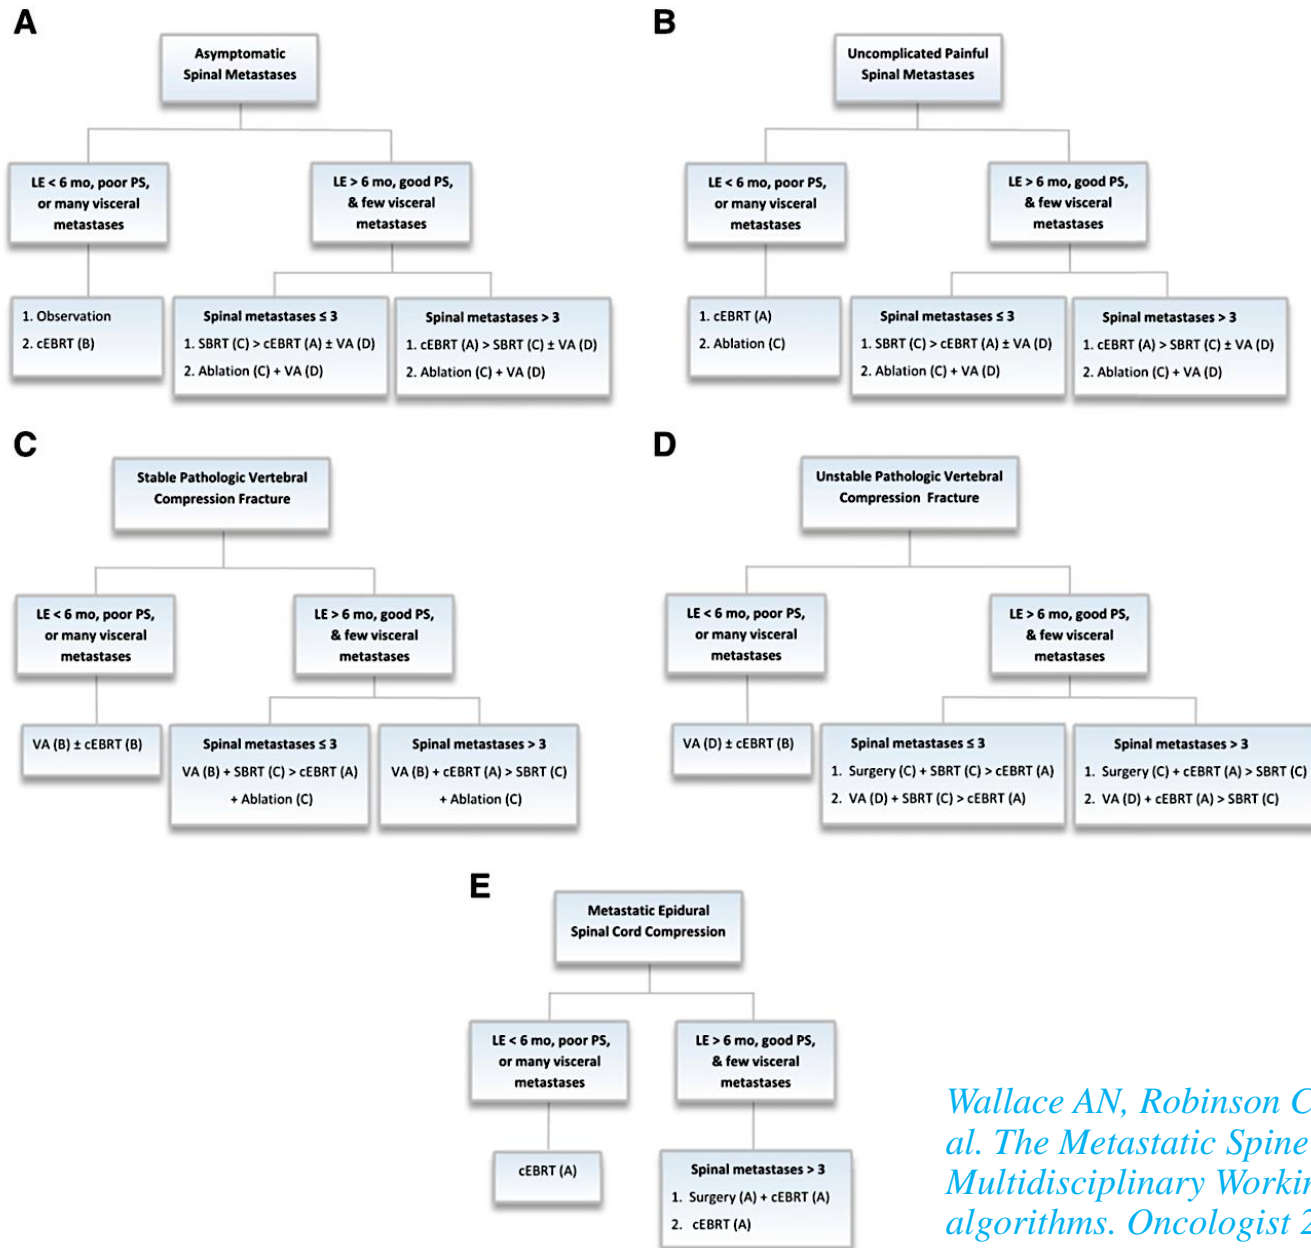 A
Asymptomatic
Spinal Metastases
LE < 6 mo, poor PS,
or many visceral
metastases
LE > 6 mo, good PS,
& few visceral
metastases
1. Observation
2. cEBRT (B)
Spinal metastases ≤ 3
1. SBRT (C) > cEBRT (A) ± VA (D)
2. Ablation (C) + VA (D)
Spinal metastases > 3
1. cEBRT (A) > SBRT (C) ± VA (D)
2. Ablation (C) + VA (D)
B
Uncomplicated Painful
Spinal Metastases
LE < 6 mo, poor PS,
or many visceral
metastases
LE > 6 mo, good PS,
& few visceral
metastases
1. cEBRT (A)
2. Ablation (C)
Spinal metastases ≤ 3
1. SBRT (C) > cEBRT (A) ± VA (D)
2. Ablation (C) + VA (D)
Spinal metastases > 3
1. cEBRT (A) > SBRT (C) ± VA (D)
2. Ablation (C) + VA (D)
C
Stable Pathologic Vertebral
Compression Fracture
LE < 6 mo, poor PS,
or many visceral
metastases
LE > 6 mo, good PS,
& few visceral
metastases
VA (B) ± cEBRT (B)
Spinal metastases ≤ 3
VA (B) + SBRT (C) > cEBRT (A)
+ Ablation (C)
Spinal metastases > 3
VA (B) + cEBRT (A) > SBRT (C)
+ Ablation (C)
D
Unstable Pathologic Vertebral
Compression Fracture
LE < 6 mo, poor PS,
or many visceral
metastases
LE > 6 mo, good PS,
& few visceral
metastases
VA (D) ± cEBRT (B)
Spinal metastases ≤ 3
1. Surgery (C) + SBRT (C) > cEBRT (A)
2. VA (D) + SBRT (C) > cEBRT (A)
Spinal metastases > 3
1. Surgery (C) + cEBRT (A) > SBRT (C)
2. VA (D) + cEBRT (A) > SBRT (C)
E
Metastatic Epidural
Spinal Cord Compression
LE < 6 mo, poor PS,
or many visceral
metastases
LE > 6 mo, good PS,
& few visceral
metastases
cEBRT (A)
Spinal metastases > 3
1. Surgery (A) + cEBRT (A)
2. cEBRT (A)
Wallace AN, Robinson C
al. The Metastatic Spine
Multidisciplinary Workin
algorithms. Oncologist 2